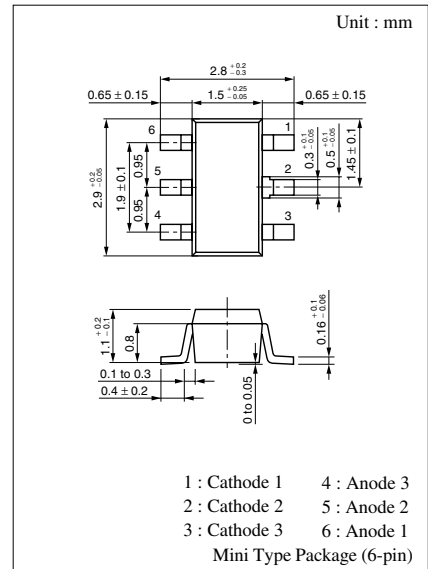 Unit : mm
2.8 +0.2 −0.3
0.65 ± 0.15
1.5 +0.25 −0.05
0.65 ± 0.15
6
1
5
2
4
3
2.9 +0.2 −0.05
1.9 ± 0.1
0.95
0.95
0.3 +0.1 −0.05
0.5 +0.1 −0.05
1.45 ± 0.1
1.1 +0.2 −0.1
0.8
0.16 +0.1 −0.06
0.1 to 0.3
0.4 ± 0.2
0 to 0.05
1 : Cathode 1 4 : Anode 3
2 : Cathode 2 5 : Anode 2
3 : Cathode 3 6 : Anode 1
Mini Type Package (6-pin)